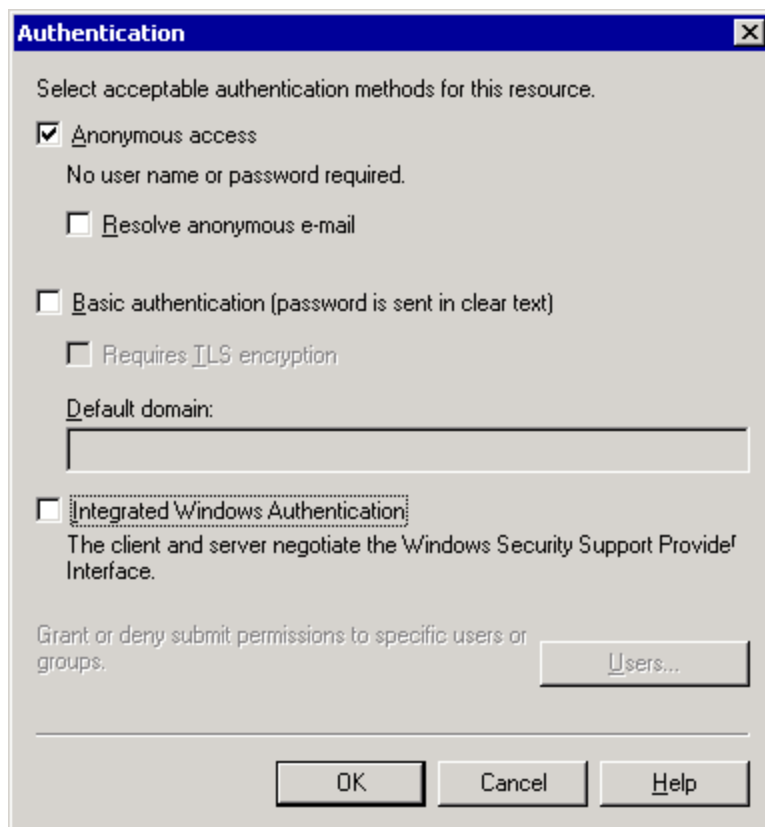 Authentication
Select acceptable authentication methods for this resource.
Anonymous access
No user name or password required.
Resolve anonymous e-mail
Basic authentication (password is sent in clear text)
Requires TLS encryption
Default domain:
Integrated Windows Authentication
The client and server negotiate the Windows Security Support Provider
Interface.
Grant or deny submit permissions to specific users or
groups.
Users...
OK Cancel Help